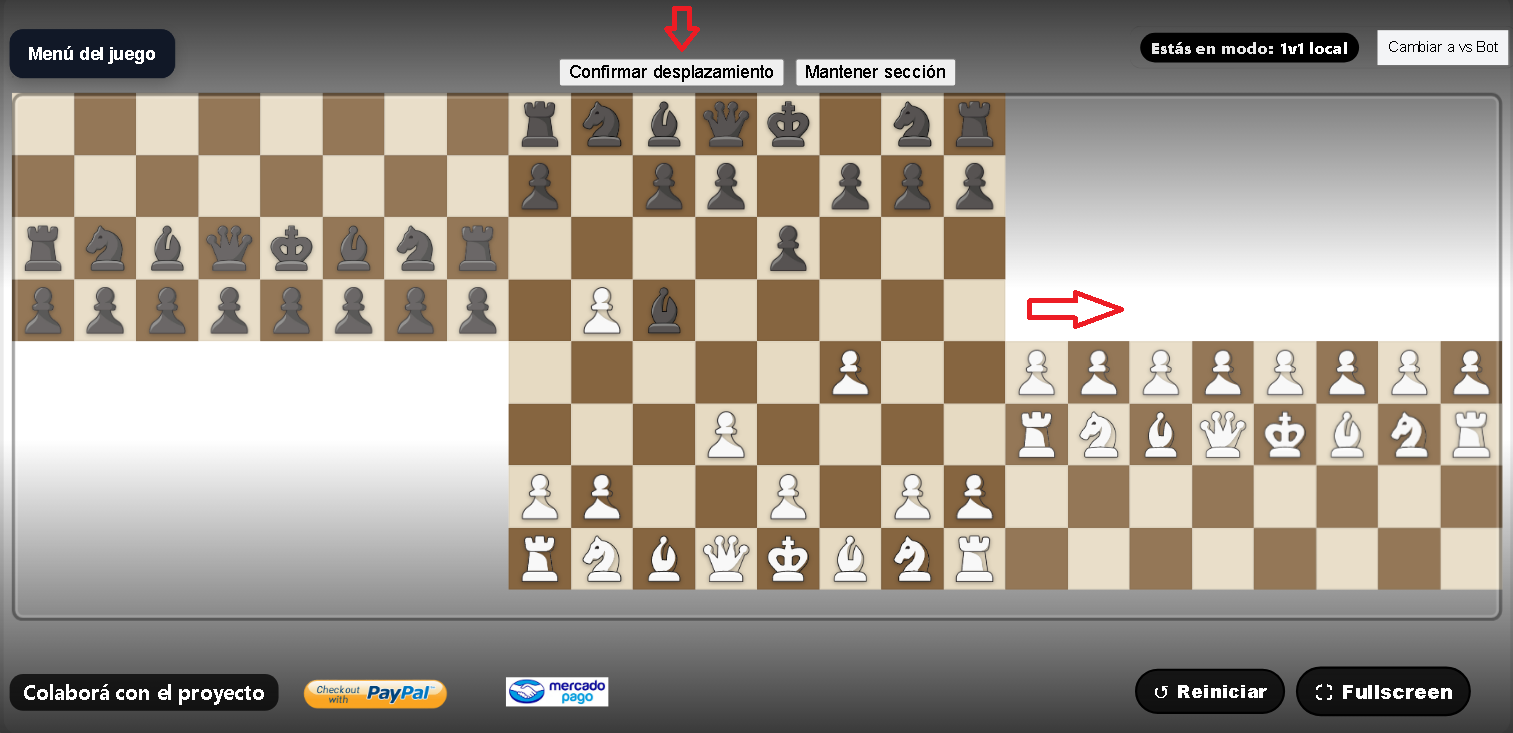 Menú del juego
Confirmar desplazamiento
Mantener sección
Estás en modo: 1v1 local
Cambiar a vs Bot
Colaborá con el proyecto
Checkout
with
PayPal
mercado
pago
↺ Reiniciar
⛶ Fullscreen